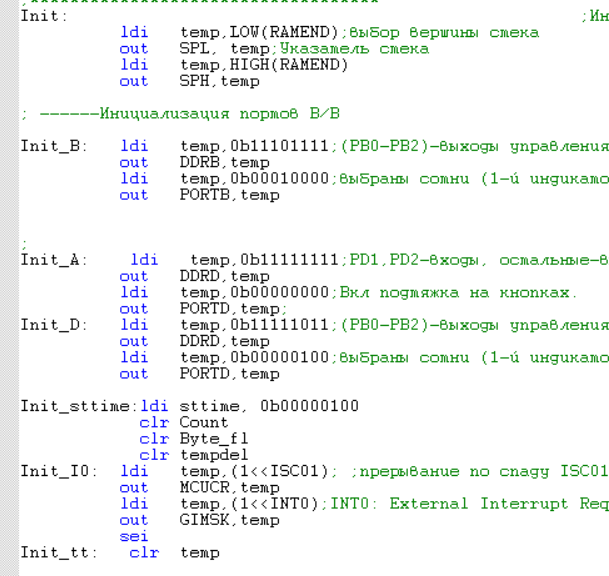 ;**********************************
Init: ;Ин
ldi temp,LOW(RAMEND);выбор вершины стека
out SPL, temp;Указатель стека
ldi temp,HIGH(RAMEND)
out SPH,temp
; ------Инициализация портов В/В
Init_B: ldi temp,0b11101111;(PB0-PB2)-выходы управления
out DDRB,temp
ldi temp,0b00010000;выбраны сотни (1-й индикато
out PORTB,temp
;
Init_A: ldi temp,0b11111111;PD1,PD2-входы, остальные-в
out DDRD,temp
ldi temp,0b00000000;Вкл подтяжка на кнопках.
out PORTD,temp;
Init_D: ldi temp,0b11111011;(PB0-PB2)-выходы управления
out DDRD,temp
ldi temp,0b00000100;выбраны сотни (1-й индикато
out PORTD,temp
Init_sttime:ldi sttime, 0b00000100
clr Count
clr Byte_fl
clr tempdel
Init_I0: ldi temp,(1<<ISC01); ;прерывание по спаду ISC01
out MCUCR,temp
ldi temp,(1<<INT0);INT0: External Interrupt Req
out GIMSK,temp
sei
Init_tt: clr temp